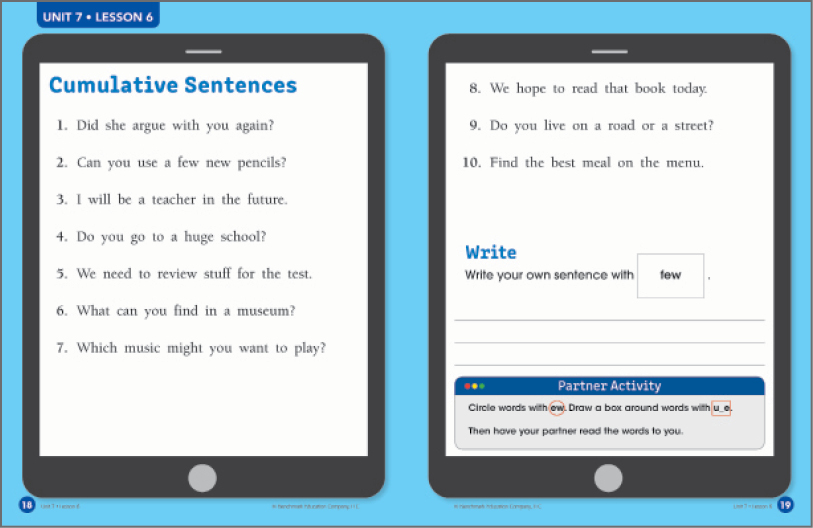 UNIT 7 • LESSON 6
Cumulative Sentences
1. Did she argue with you again?
2. Can you use a few new pencils?
3. I will be a teacher in the future.
4. Do you go to a huge school?
5. We need to review stuff for the test.
6. What can you find in a museum?
7. Which music might you want to play?
18 Unit 7 • Lesson 6
© Benchmark Education Company, LLC
8. We hope to read that book today.
9. Do you live on a road or a street?
10. Find the best meal on the menu.
Write
Write your own sentence with few .
Partner Activity
Circle words with ew. Draw a box around words with u_e.
Then have your partner read the words to you.
© Benchmark Education Company, LLC
Unit 7 • Lesson 6 19